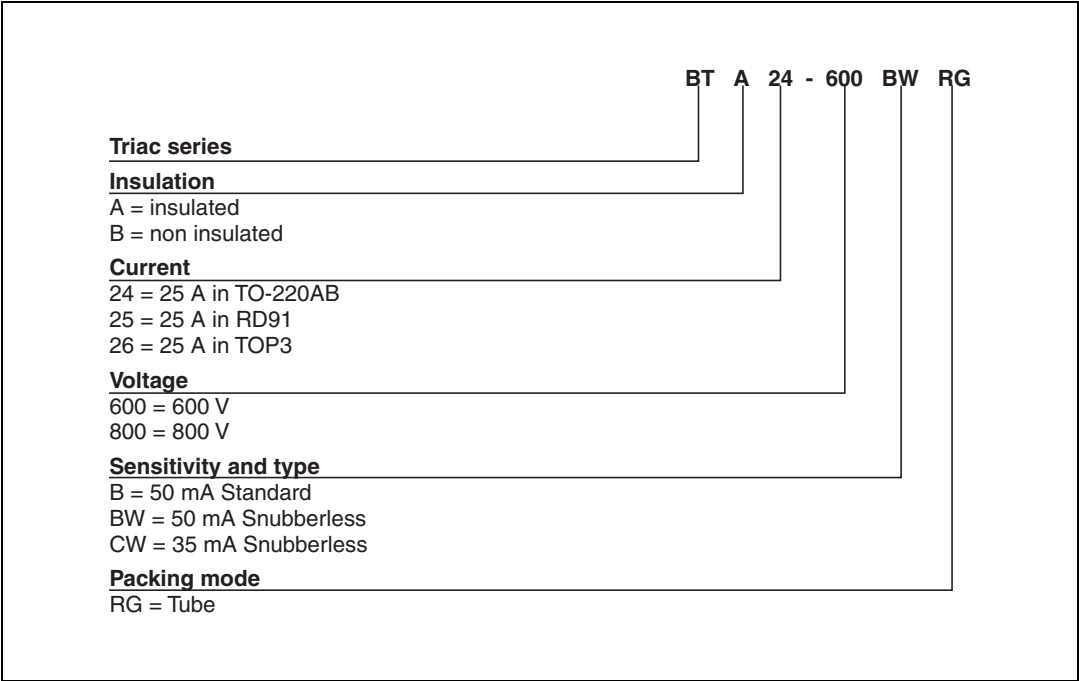 BT A 24 - 600 BW RG
Triac series
Insulation
A = insulated
B = non insulated
Current
24 = 25 A in TO-220AB
25 = 25 A in RD91
26 = 25 A in TOP3
Voltage
600 = 600 V
800 = 800 V
Sensitivity and type
B = 50 mA Standard
BW = 50 mA Snubberless
CW = 35 mA Snubberless
Packing mode
RG = Tube